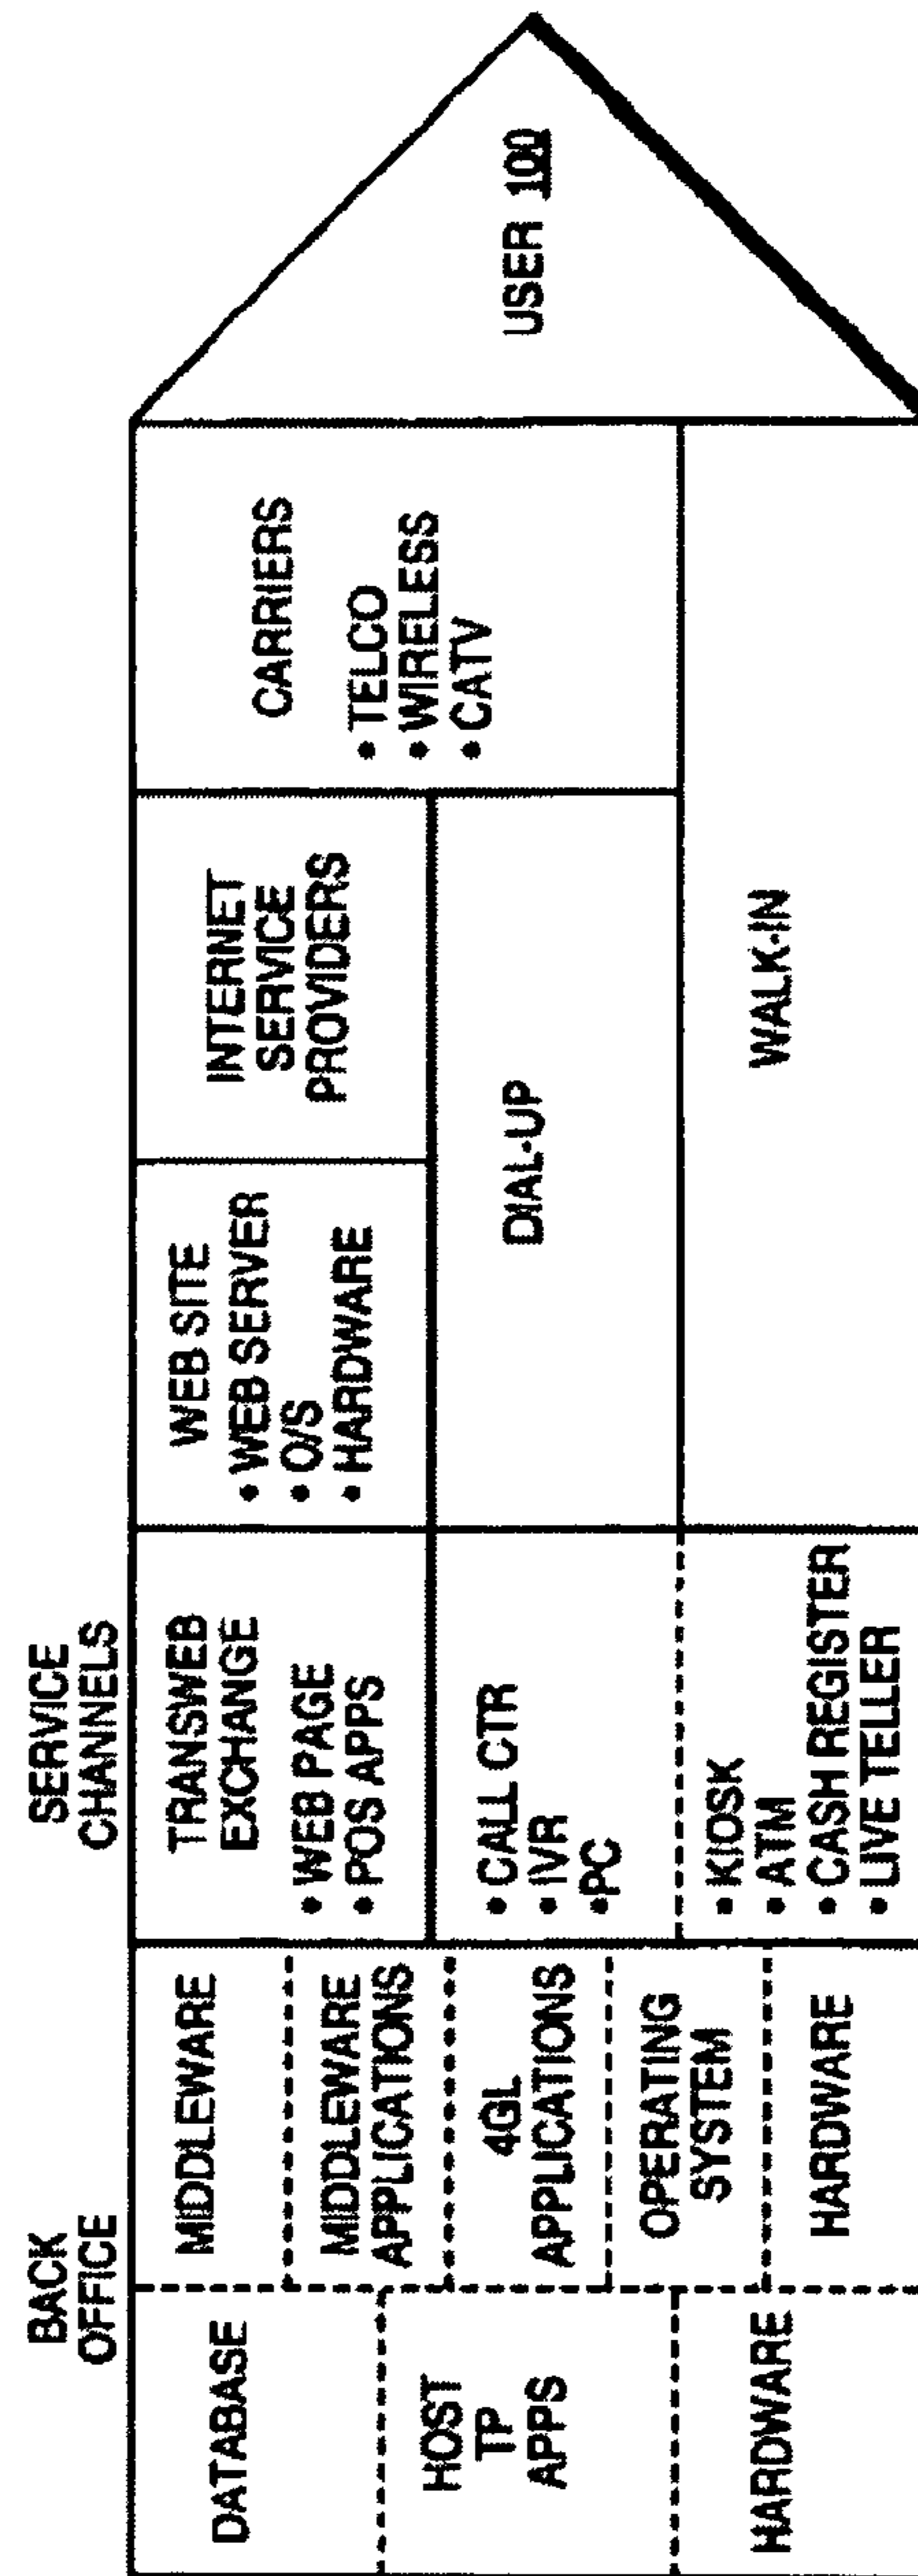 BACK
OFFICE
SERVICE
CHANNELS
DATABASE
HOST
TP
APPS
HARDWARE
MIDDLEWARE
MIDDLEWARE
APPLICATIONS
4GL
APPLICATIONS
OPERATING
SYSTEM
HARDWARE
TRANSWEB
EXCHANGE
• WEB PAGE
• POS APPS
• CALL CTR
• IVR
• PC
• KIOSK
• ATM
• CASH REGISTER
• LIVE TELLER
WEB SITE
• WEB SERVER
• O/S
• HARDWARE
INTERNET
SERVICE
PROVIDERS
DIAL-UP
WALK-IN
CARRIERS
• TELCO
• WIRELESS
• CATV
USER 100